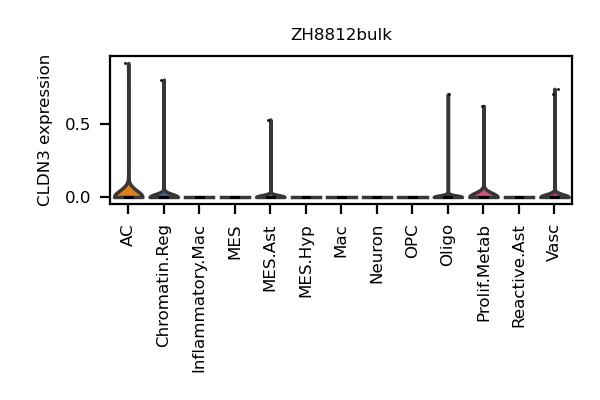 ZH8812bulk
CLDN3 expression
0.5
0.0
AC
Chromatin.Reg
Inflammatory.Mac
MES
MES.Ast
MES.Hyp
Mac
Neuron
OPC
Oligo
Prolif.Metab
Reactive.Ast
Vasc